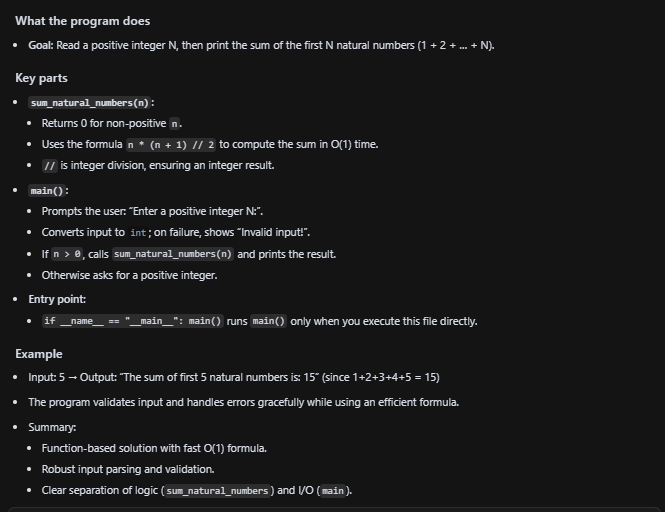 What the program does
• Goal: Read a positive integer N, then print the sum of the first N natural numbers (1 + 2 + … + N).
Key parts
• sum_natural_numbers(n):
• Returns 0 for non-positive n.
• Uses the formula n * (n + 1) // 2 to compute the sum in O(1) time.
• // is integer division, ensuring an integer result.
• main():
• Prompts the user: “Enter a positive integer N:”.
• Converts input to int; on failure, shows “Invalid input!”.
• If n > 0, calls sum_natural_numbers(n) and prints the result.
• Otherwise asks for a positive integer.
• Entry point:
• if __name__ == "__main__": main() runs main() only when you execute this file directly.
Example
• Input: 5 → Output: “The sum of first 5 natural numbers is: 15” (since 1+2+3+4+5 = 15)
• The program validates input and handles errors gracefully while using an efficient formula.
• Summary:
• Function-based solution with fast O(1) formula.
• Robust input parsing and validation.
• Clear separation of logic (sum_natural_numbers) and I/O (main).